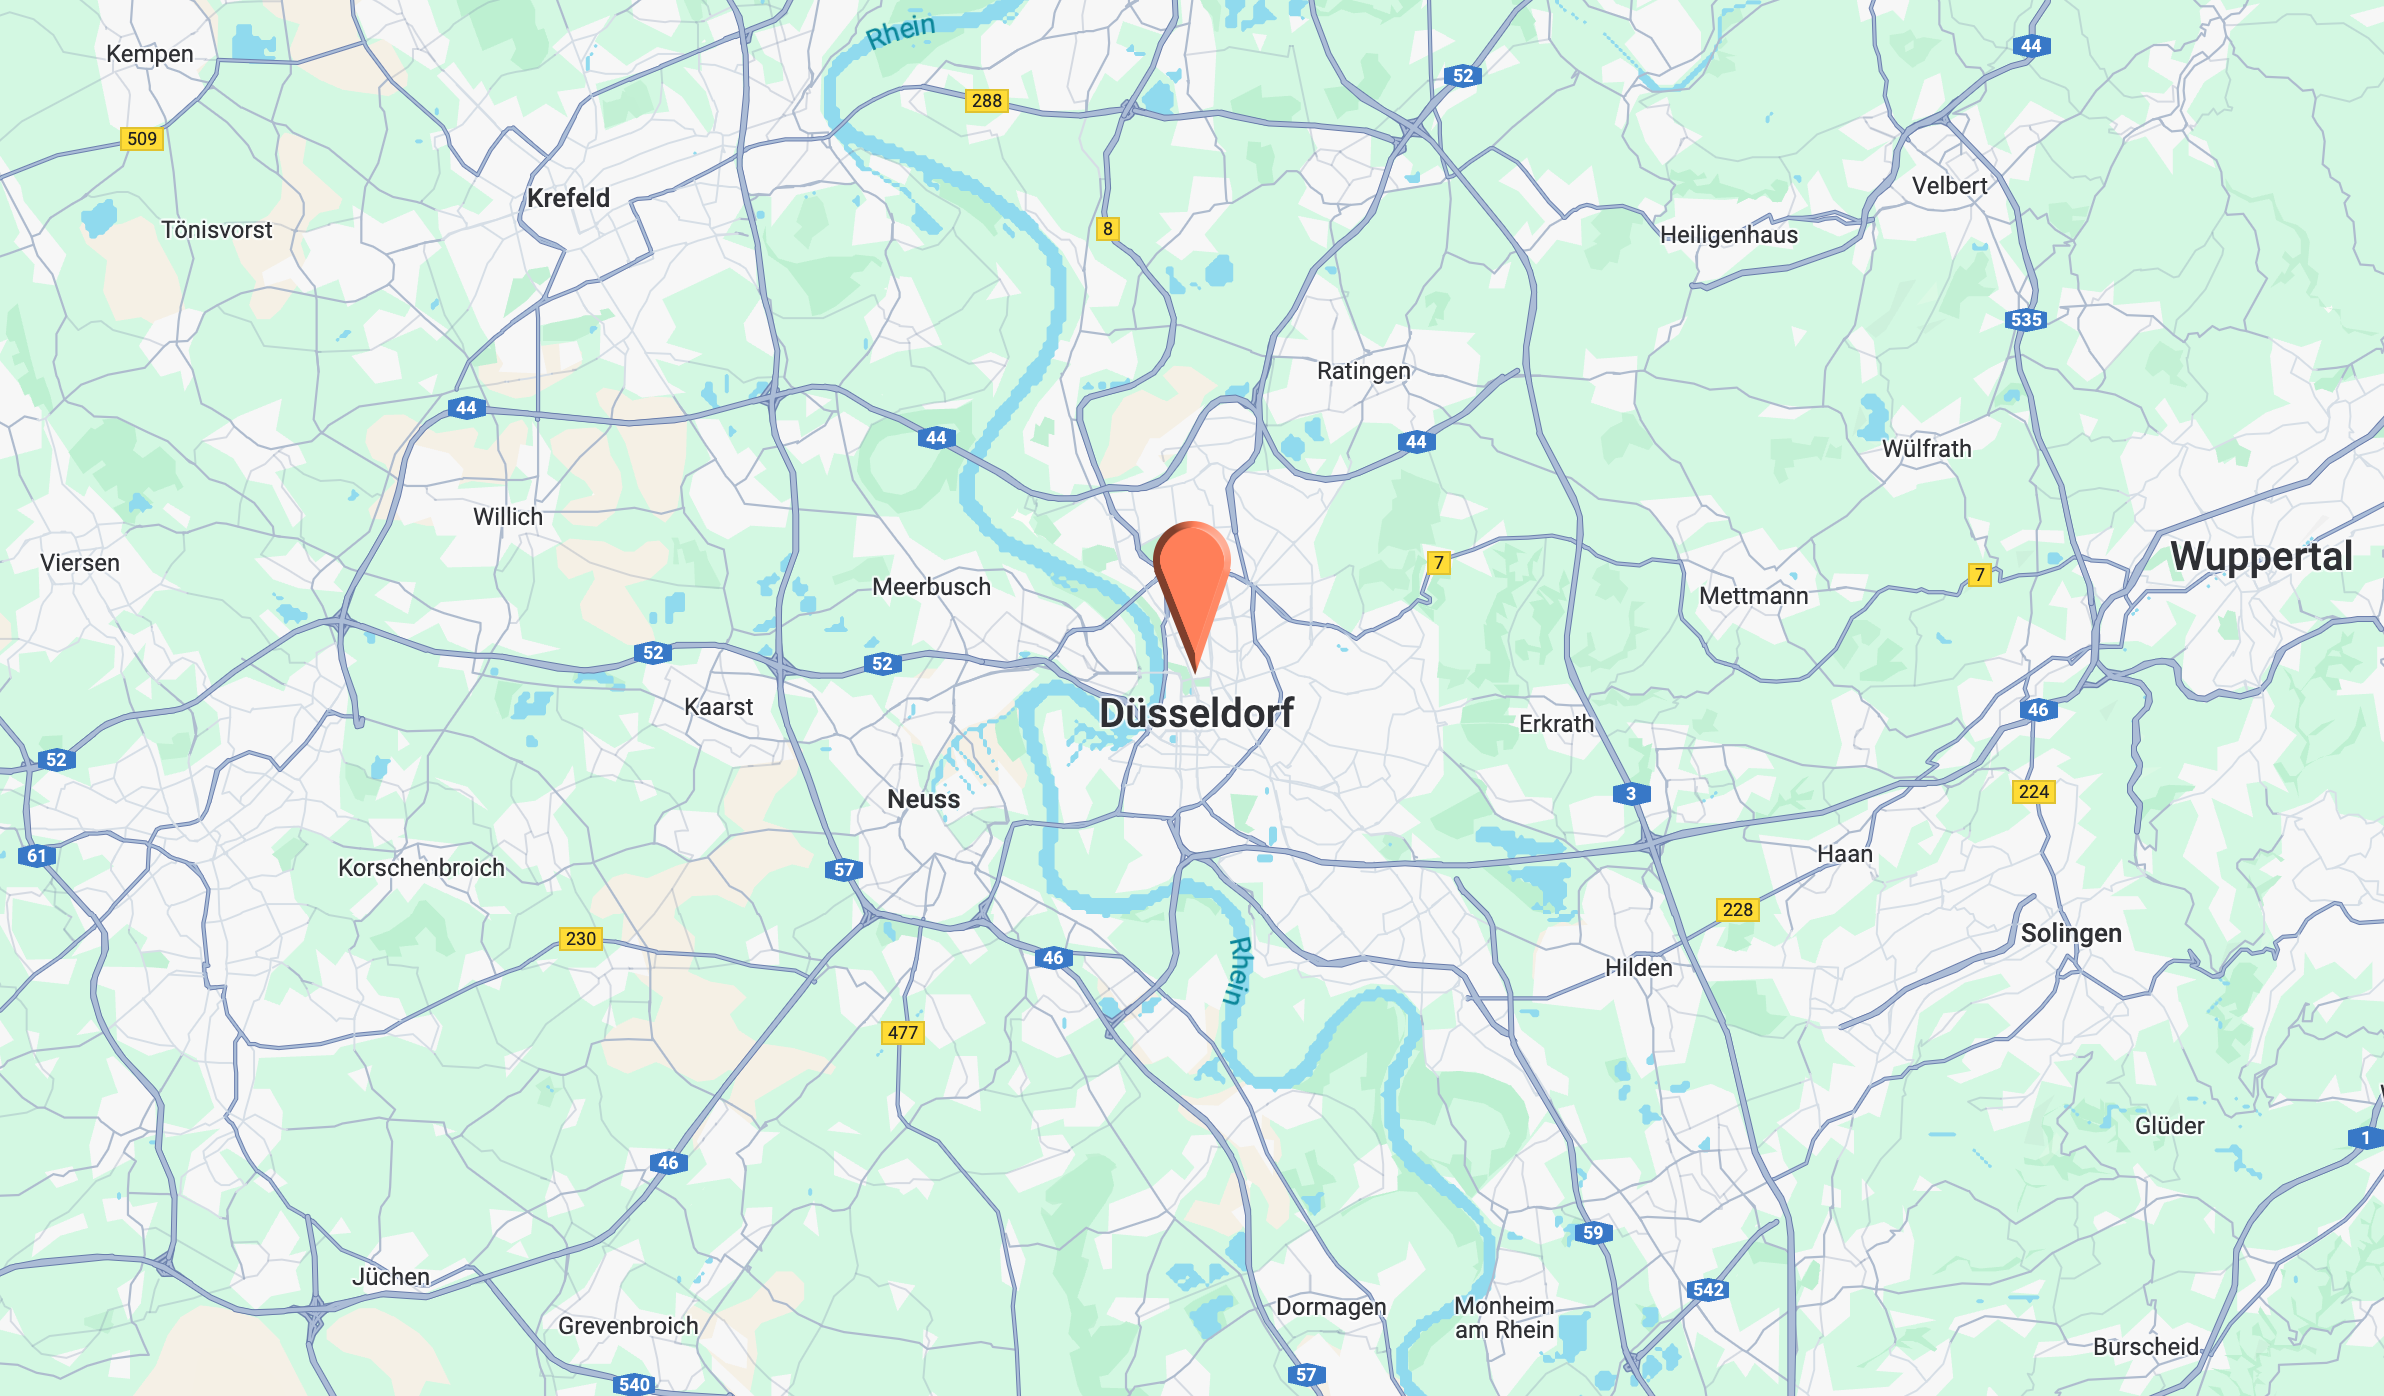 Rhein
Kempen
44
52
288
509
Krefeld
Velbert
Tönisvorst
8
Heiligenhaus
535
Ratingen
44
44
44
Wülfrath
Willich
Viersen
7
Wuppertal
7
Meerbusch
Mettmann
52
52
Kaarst
Düsseldorf
Erkrath
46
52
3
224
Neuss
61
Korschenbroich
57
Haan
228
230
Solingen
46
Rhein
Hilden
477
Glüder
1
46
59
Jüchen
542
Dormagen
Monheim
am Rhein
Grevenbroich
Burscheid
57
540